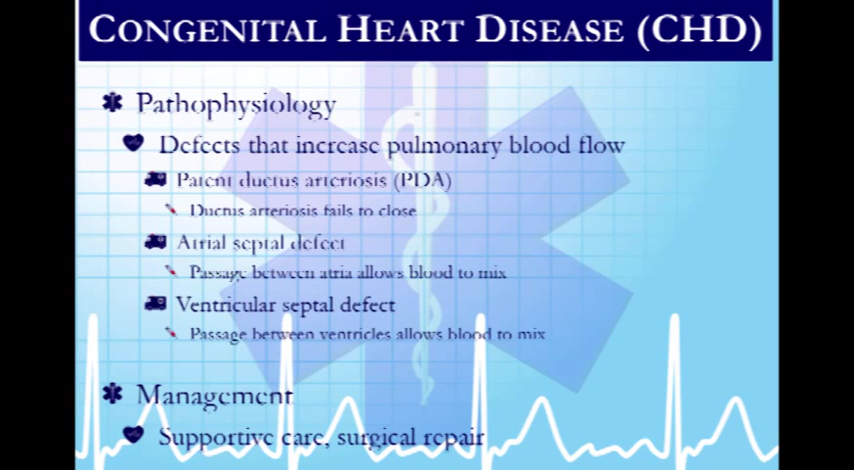 CONGENITAL HEART DISEASE (CHD)
Pathophysiology
Defects that increase pulmonary blood flow
Patent ductus arteriosis (PDA)
Ductus arteriosis fails to close
Atrial septal defect
Passage between atria allows blood to mix
Ventricular septal defect
Passage between ventricles allows blood to mix
Management
Supportive care, surgical repair